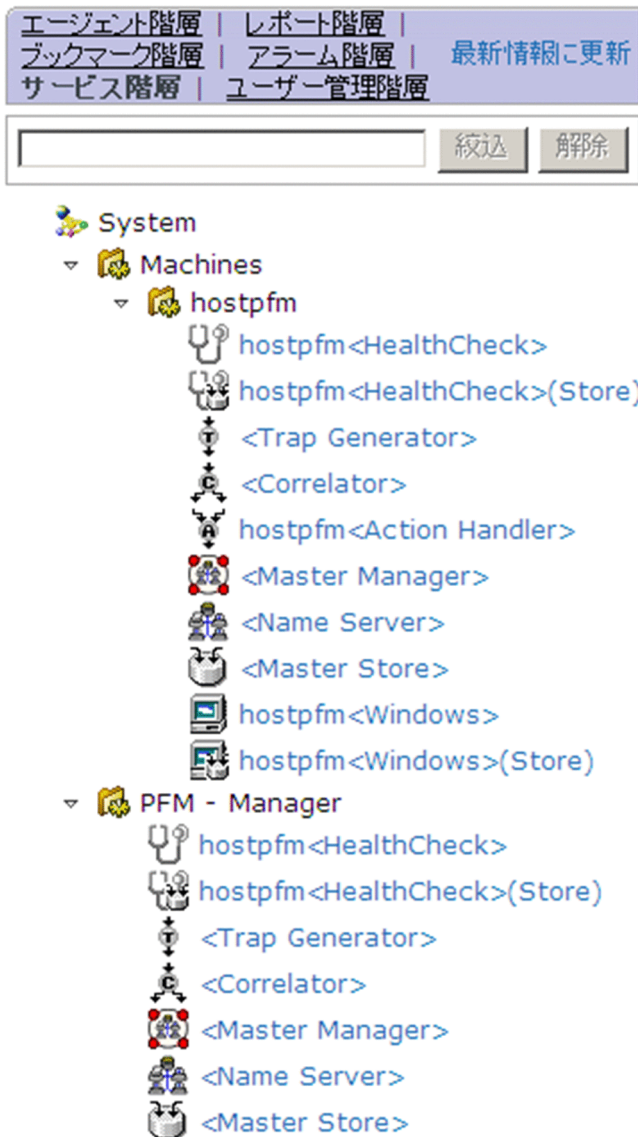 エージェント階層 | レポート階層 |
ブックマーク階層 | アラーム階層 | 最新情報に更新
サービス階層 | ユーザー管理階層
絞込 解除
System
Machines
hostpfm
hostpfm<HealthCheck>
hostpfm<HealthCheck>(Store)
<Trap Generator>
<Correlator>
hostpfm<Action Handler>
<Master Manager>
<Name Server>
<Master Store>
hostpfm<Windows>
hostpfm<Windows>(Store)
PFM - Manager
hostpfm<HealthCheck>
hostpfm<HealthCheck>(Store)
<Trap Generator>
<Correlator>
<Master Manager>
<Name Server>
<Master Store>